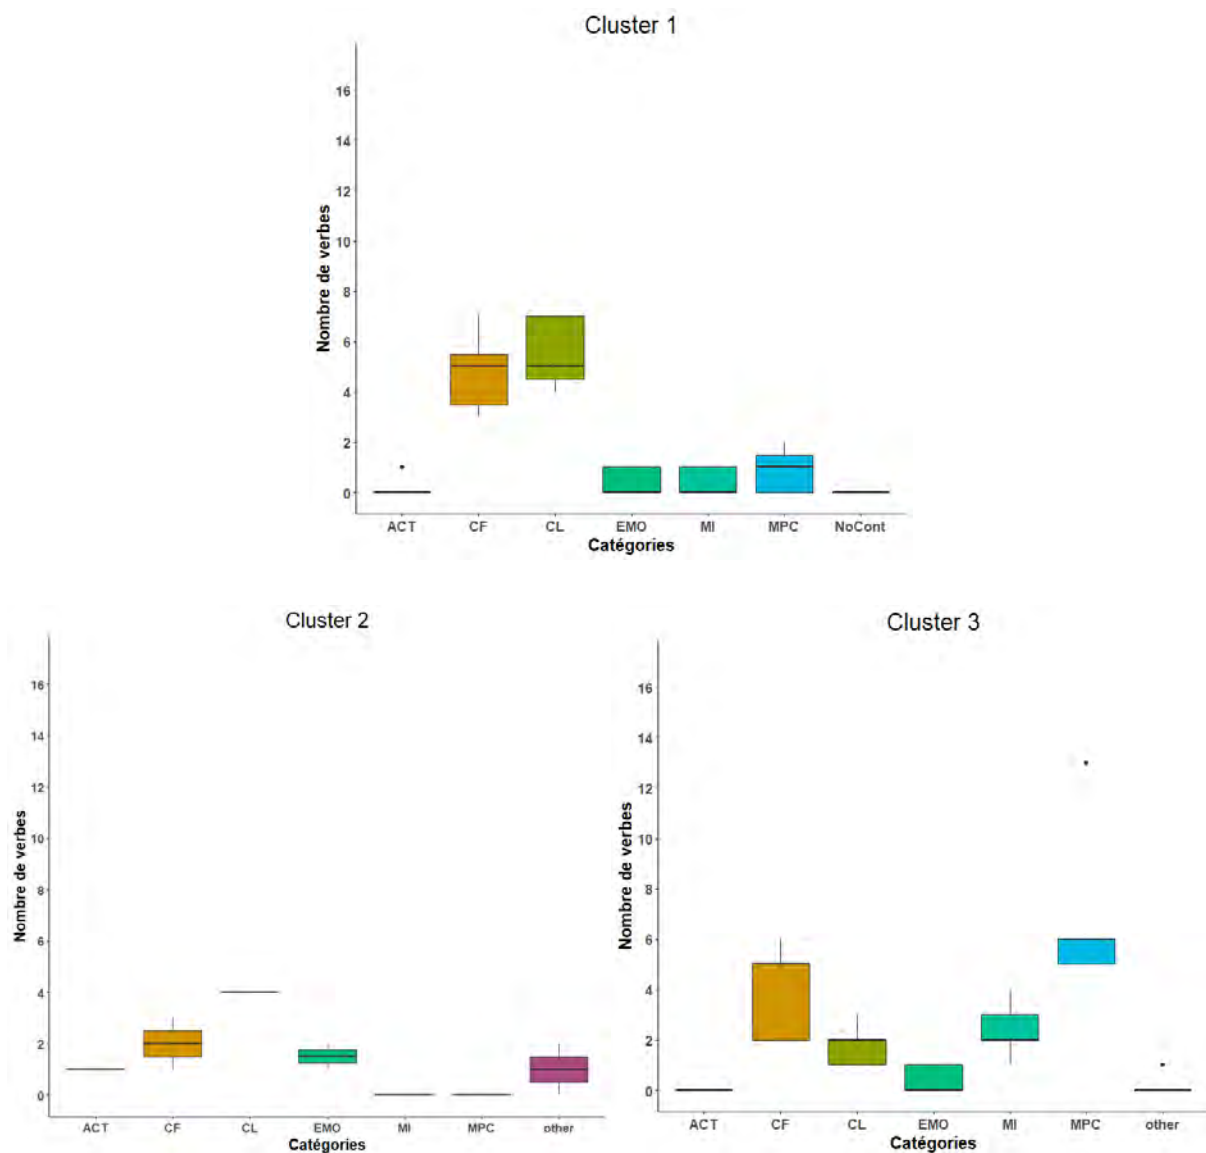 Cluster 1
Nombre de verbes
16
14
12
10
8
6
4
2
0
ACT CF CL EMO MI MPC NoCont
Catégories
Cluster 2
Nombre de verbes
16
14
12
10
8
6
4
2
0
ACT CF CL EMO MI MPC other
Catégories
Cluster 3
Nombre de verbes
16
14
12
10
8
6
4
2
0
ACT CF CL EMO MI MPC other
Catégories